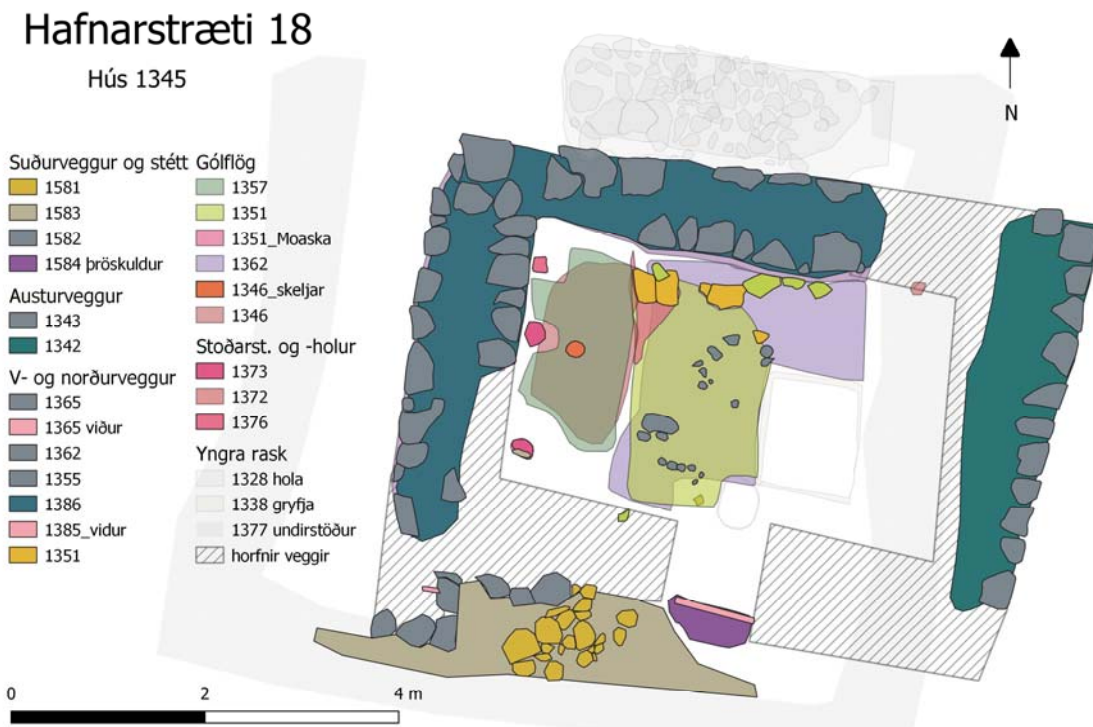 Hafnarstræti 18
Hús 1345
N
Suðurveggur og stétt
1581
1583
1582
1584 þröskuldur
Austurveggur
1343
1342
V- og norðurveggur
1365
1365 viður
1362
1355
1386
1385_vidur
1351
Gólflög
1357
1351
1351_Moaska
1362
1346_skeljar
1346
Stoðarst. og -holur
1373
1372
1376
Yngra rask
1328 hola
1338 gryfja
1377 undirstöður
horfnir veggir
0 2 4 m